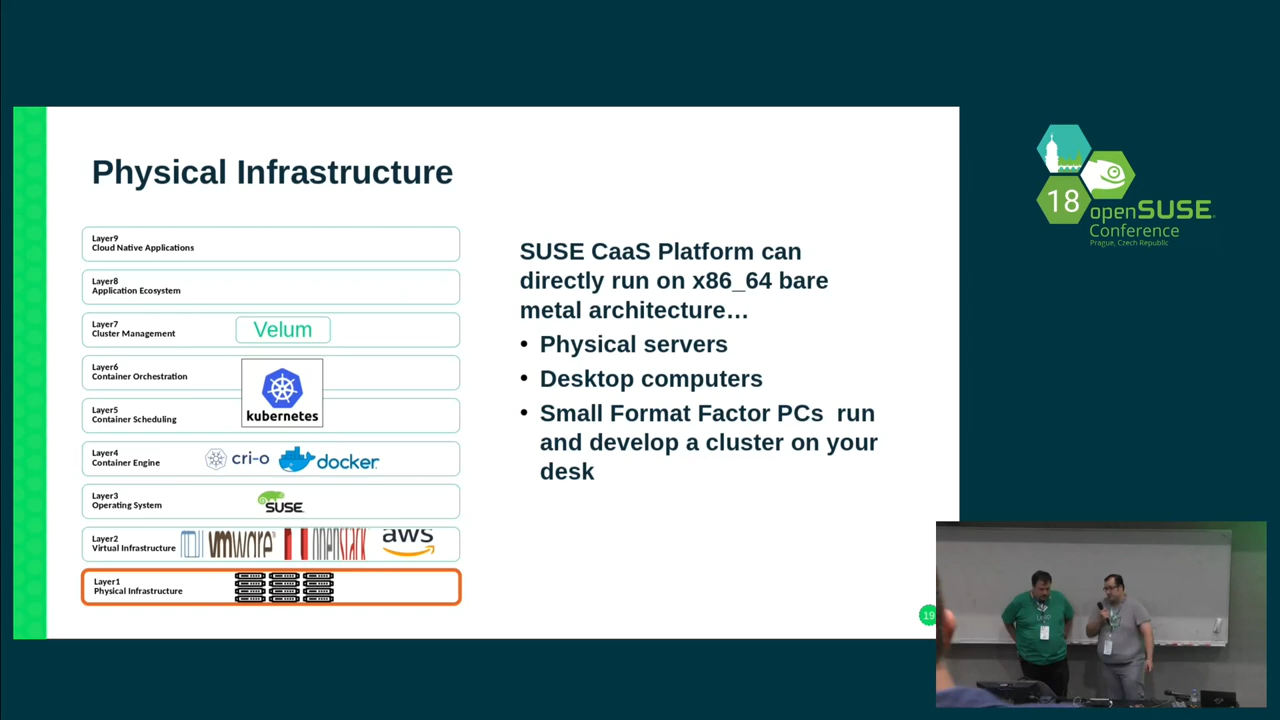 Physical Infrastructure
Layer9
Cloud Native Applications
Layer8
Application Ecosystem
Layer7
Cluster Management
Velum
Layer6
Container Orchestration
kubernetes
Layer5
Container Scheduling
Layer4
Container Engine
cri-o
docker
Layer3
Operating System
SUSE
Layer2
Virtual Infrastructure
vmware
openstack
aws
Layer1
Physical Infrastructure
SUSE CaaS Platform can
directly run on x86_64 bare
metal architecture…
• Physical servers
• Desktop computers
• Small Format Factor PCs  run
and develop a cluster on your
desk
19
18
openSUSE
Conference
Prague, Czech Republic